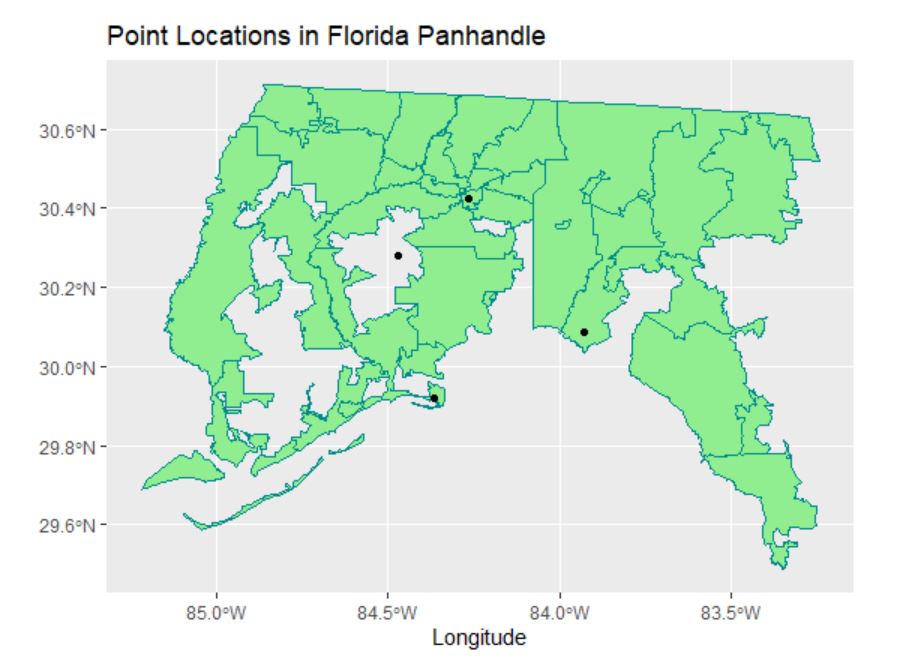 Point Locations in Florida Panhandle
30.6°N
30.4°N
30.2°N
30.0°N
29.8°N
29.6°N
85.0°W 84.5°W 84.0°W 83.5°W
Longitude